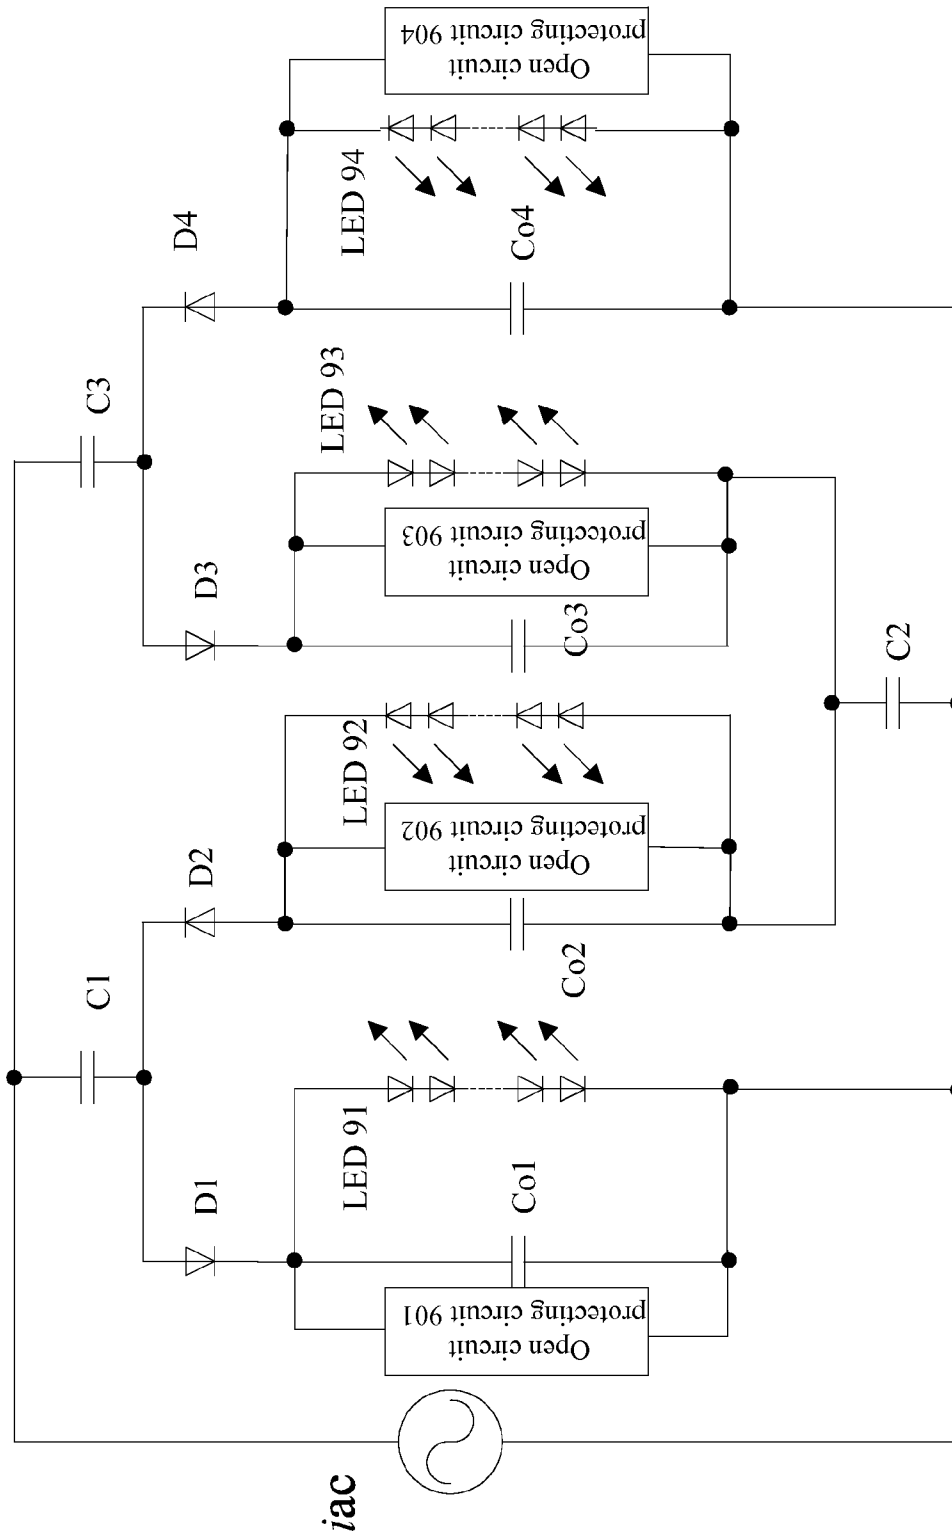 iac
C1
C3
D1
D2
D3
D4
Open circuit
protecting circuit 901
Co1
LED 91
Co2
Open circuit
protecting circuit 902
LED 92
Co3
Open circuit
protecting circuit 903
LED 93
Co4
LED 94
Open circuit
protecting circuit 904
C2